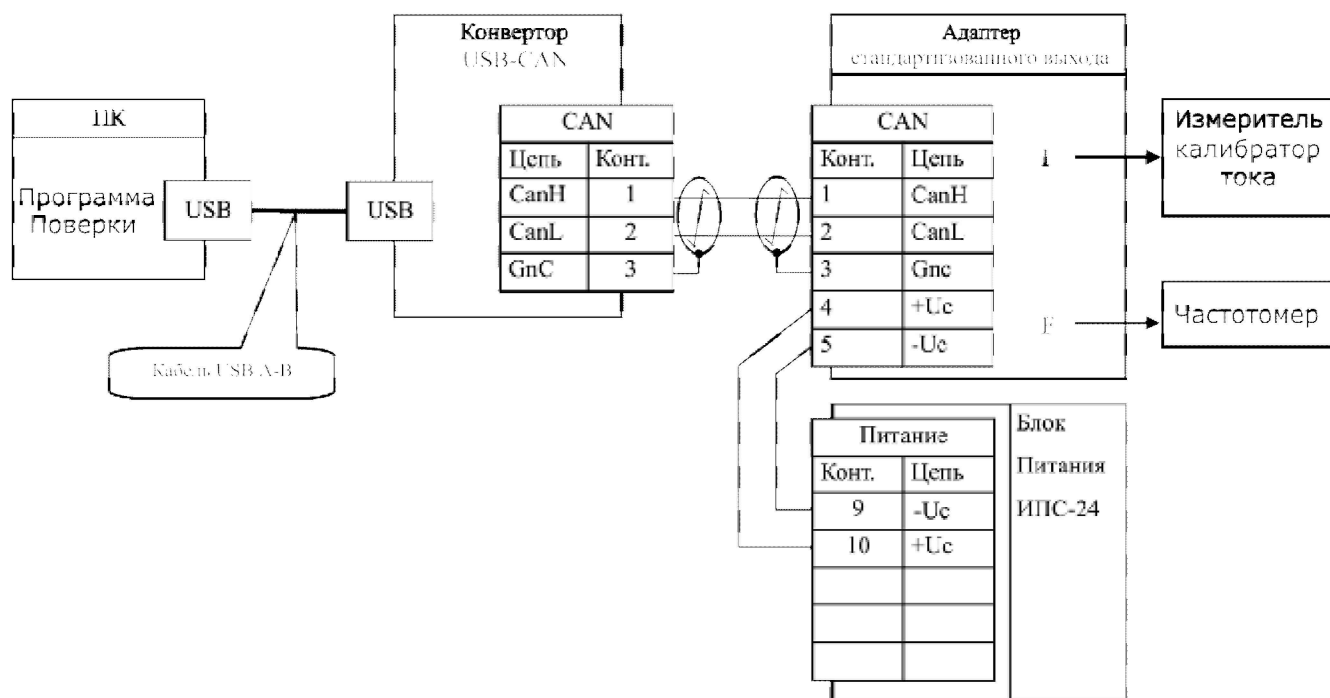 ПК
Программа
Поверки
USB
Кабель USB A-B
Конвертор
USB-CAN
USB
CAN
Цепь Конт.
CanH 1
CanL 2
GnC 3
Адаптер
стандартизованного выхода
CAN
Конт. Цепь
1 CanH
2 CanL
3 Gnc
4 +Uc
5 -Uc
I
F
Измеритель
калибратор
тока
Частотомер
Питание
Конт. Цепь
9 -Uc
10 +Uc
Блок
Питания
ИПС-24